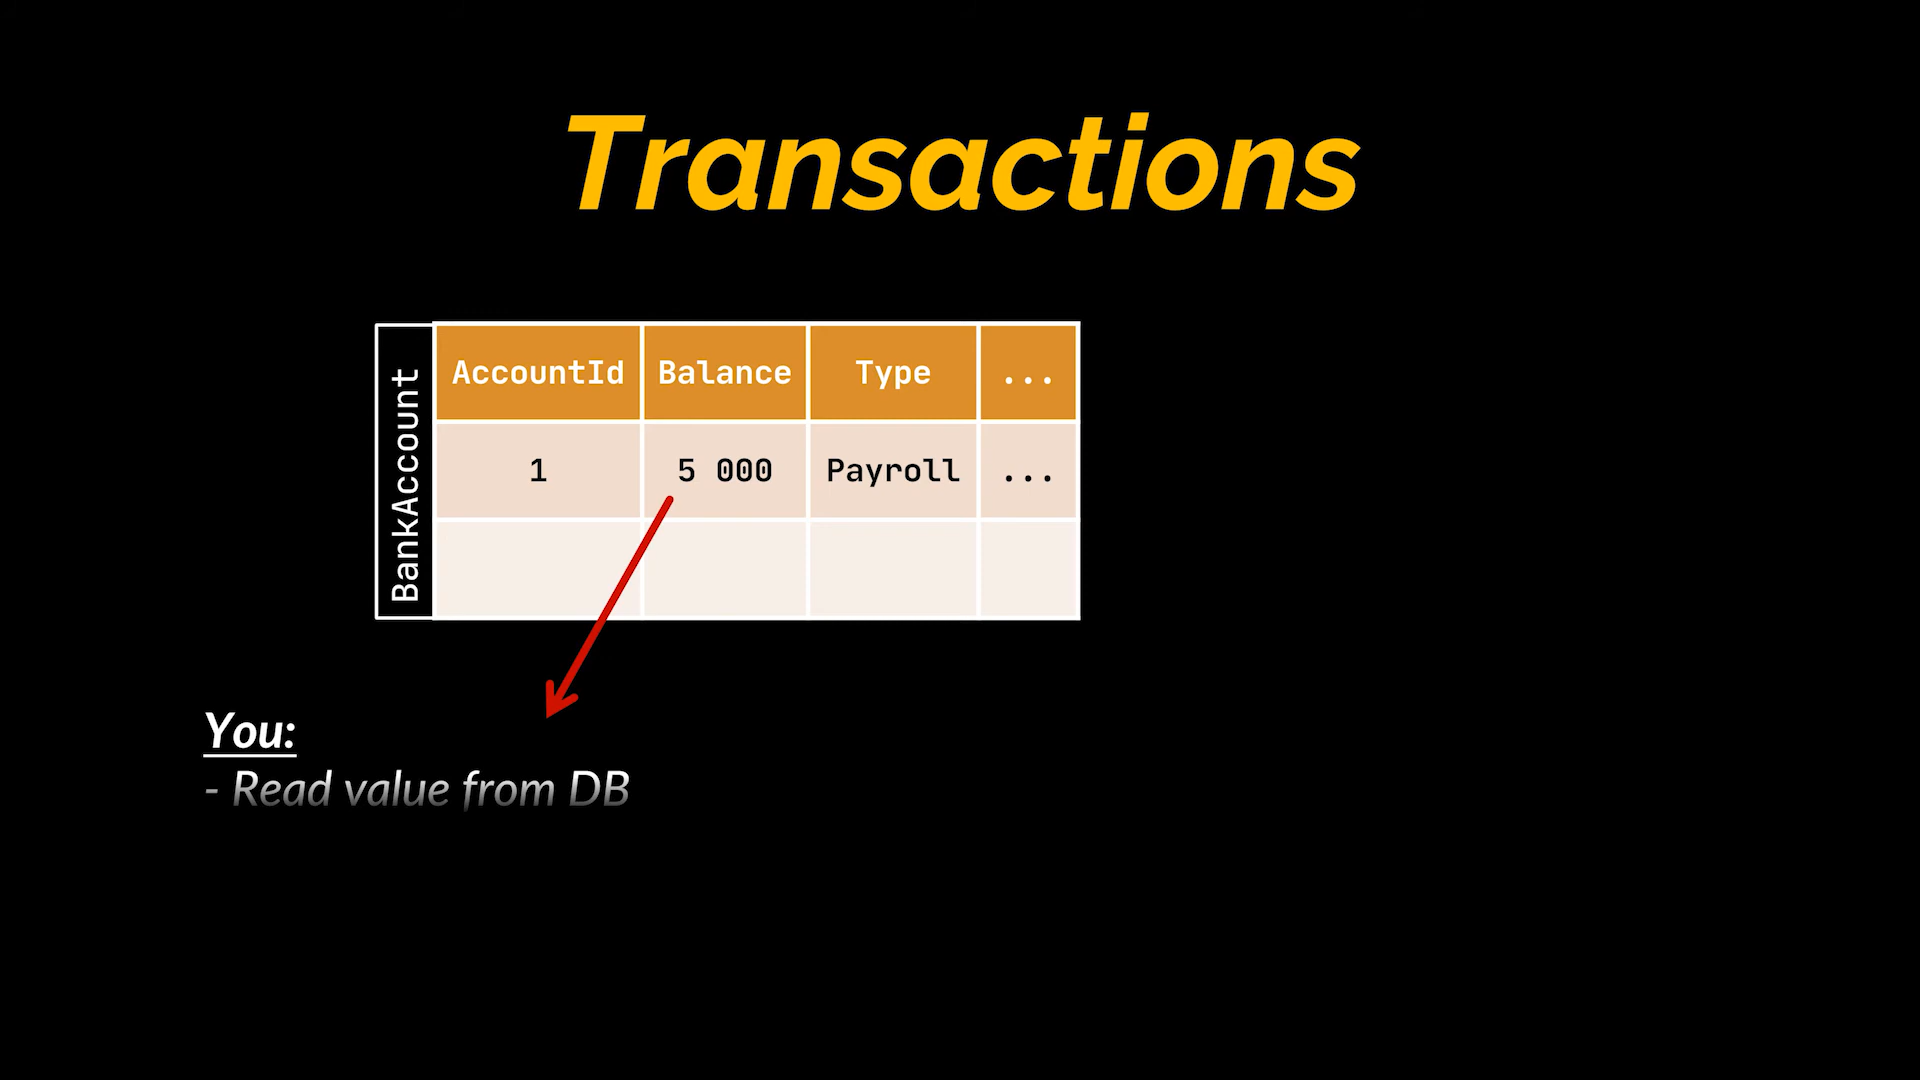 Transactions
BankAccount
AccountId Balance Type ...
1 5 000 Payroll ...
You:
- Read value from DB